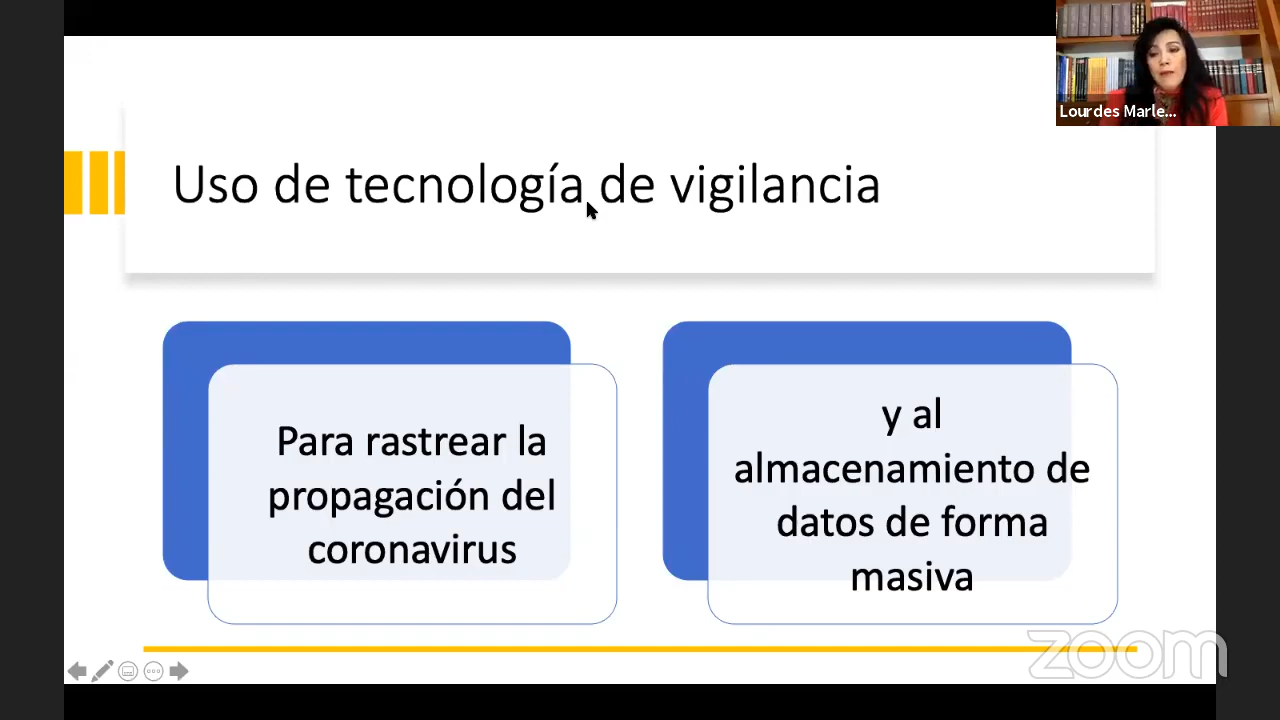 Lourdes Marle...
Uso de tecnología de vigilancia
Para rastrear la
propagación del
coronavirus
y al
almacenamiento de
datos de forma
masiva
zoom